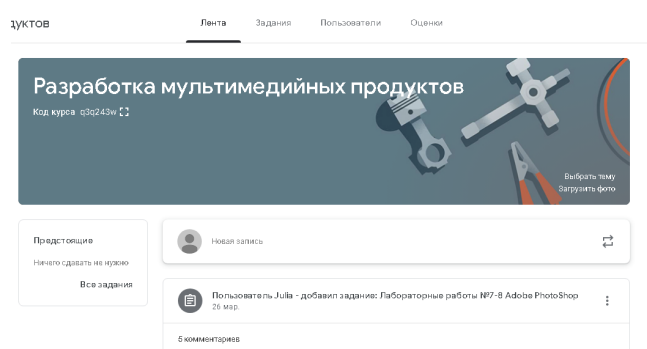 Лента Задания Пользователи Оценки
Разработка мультимедийных продуктов
Код курса q3q243w
Выбрать тему
Загрузить фото
Предстоящие
Ничего сдавать не нужно
Все задания
Новая запись
Пользователь Julia - добавил задание: Лабораторные работы №7-8 Adobe PhotoShop
26 мар.
5 комментариев